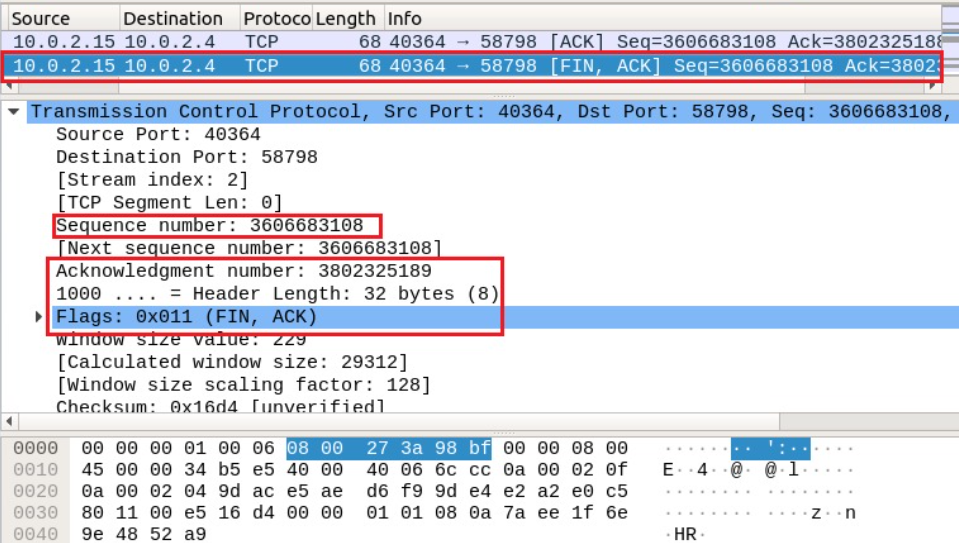 Source Destination Protoco Length Info
10.0.2.15 10.0.2.4 TCP 68 40364 → 58798 [ACK] Seq=3606683108 Ack=3802325188
10.0.2.15 10.0.2.4 TCP 68 40364 → 58798 [FIN, ACK] Seq=3606683108 Ack=38023
Transmission Control Protocol, Src Port: 40364, Dst Port: 58798, Seq: 3606683108,
Source Port: 40364
Destination Port: 58798
[Stream index: 2]
[TCP Segment Len: 0]
Sequence number: 3606683108
[Next sequence number: 3606683108]
Acknowledgment number: 3802325189
1000 .... = Header Length: 32 bytes (8)
Flags: 0x011 (FIN, ACK)
Window size value: 229
[Calculated window size: 29312]
[Window size scaling factor: 128]
Checksum: 0x16d4 [unverified]
0000 00 00 00 01 00 06 08 00 27 3a 98 bf 00 00 08 00 ········ ':······
0010 45 00 00 34 b5 e5 40 00 40 06 6c cc 0a 00 02 0f E··4··@· @·l·····
0020 0a 00 02 04 9d ac e5 ae d6 f9 9d e4 e2 a2 e0 c5 ········ ········
0030 80 11 00 e5 16 d4 00 00 01 01 08 0a 7a ee 1f 6e ········ ····z··n
0040 9e 48 52 a9 ·HR·